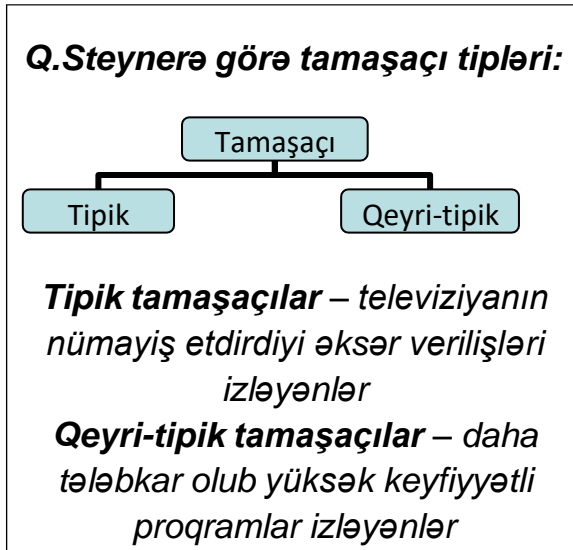 Q.Steynerə görə tamaşaçı tipləri:
Tamaşaçı
Tipik
Qeyri-tipik
Tipik tamaşaçılar – televiziyanın
nümayiş etdirdiyi əksər verilişləri
izləyənlər
Qeyri-tipik tamaşaçılar – daha
tələbkar olub yüksək keyfiyyətli
proqramlar izləyənlər